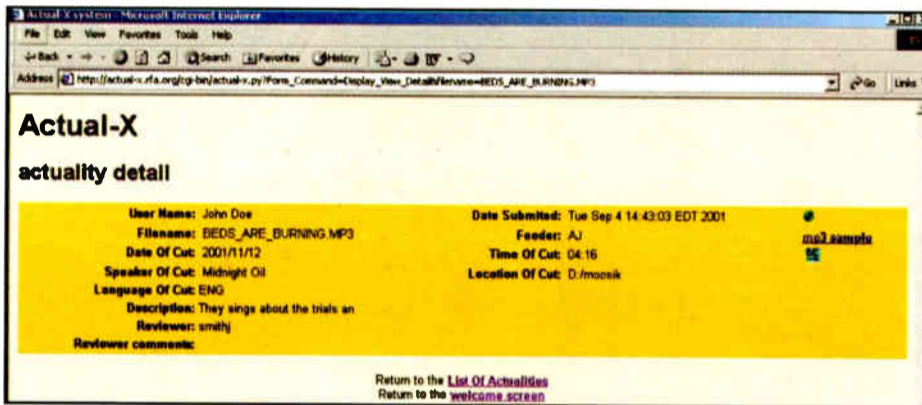 Actual-X system - Microsoft Internet Explorer
File Edit View Favorites Tools Help
Back Search Favorites History
Address http://actual-x.rfa.org/cgi-bin/actual-x.py?Form_Command=Display_View_Detail&filename=BEDS_ARE_BURNING.MP3 Go Links
Actual-X
actuality detail
User Name: John Doe Date Submited: Tue Sep 4 14:43:03 EDT 2001
Filename: BEDS_ARE_BURNING.MP3 Feeder: AJ mp3 sample
Date Of Cut: 2001/11/12 Time Of Cut: 04:16
Speaker Of Cut: Midnight Oil Location Of Cut: D:/moosik
Language Of Cut: ENG
Description: They sings about the trials an
Reviewer: smithj
Reviewer comments:
Return to the List Of Actualities
Return to the welcome screen